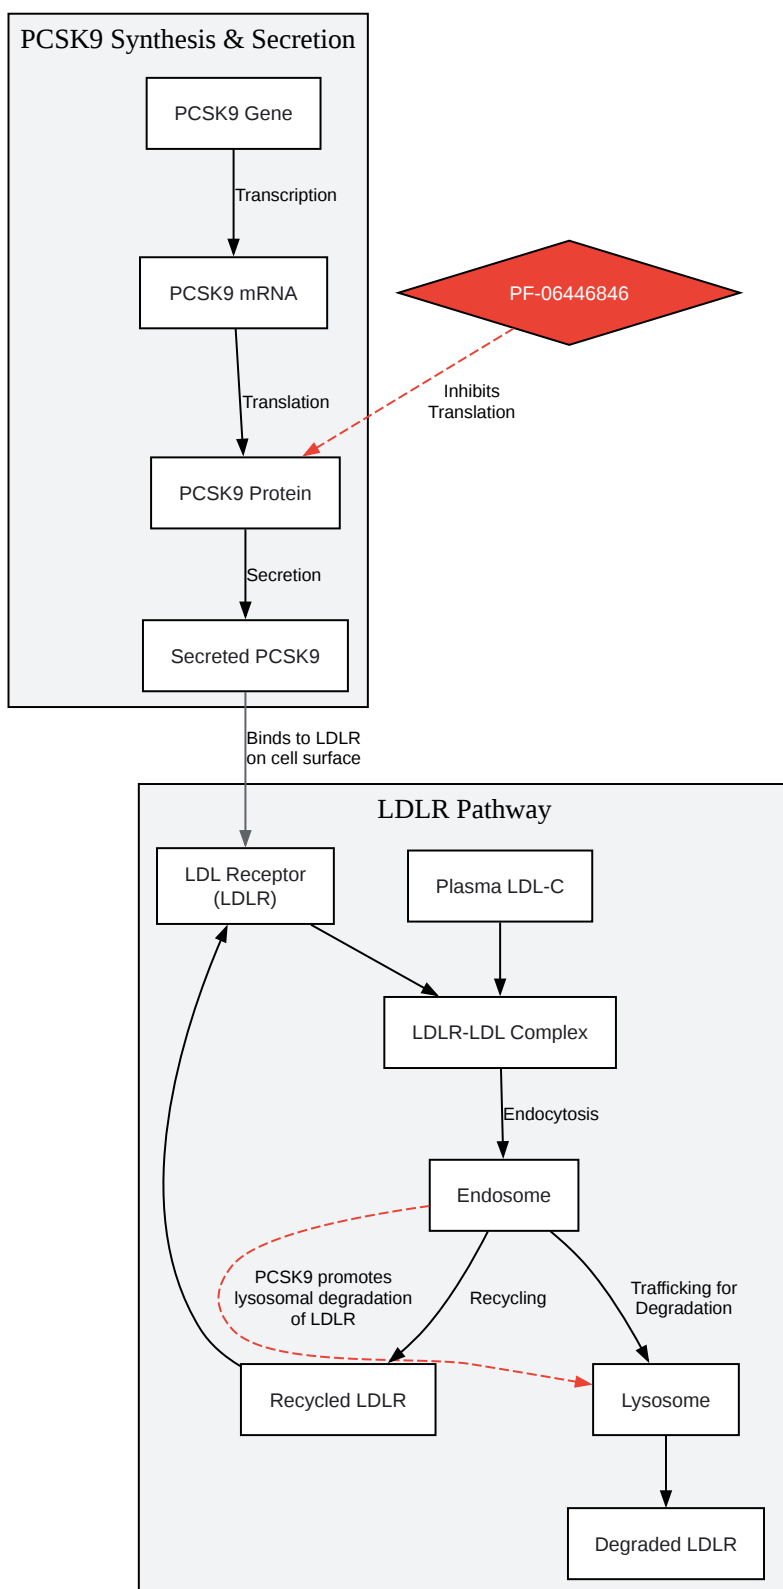 PCSK9 Synthesis & Secretion
PCSK9 Gene
Transcription
PCSK9 mRNA
PF-06446846
Translation
Inhibits
Translation
PCSK9 Protein
Secretion
Secreted PCSK9
Binds to LDLR
on cell surface
LDLR Pathway
LDL Receptor
(LDLR)
Plasma LDL-C
LDLR-LDL Complex
Endocytosis
Endosome
PCSK9 promotes
lysosomal degradation
of LDLR
Recycling
Trafficking for
Degradation
Recycled LDLR
Lysosome
Degraded LDLR